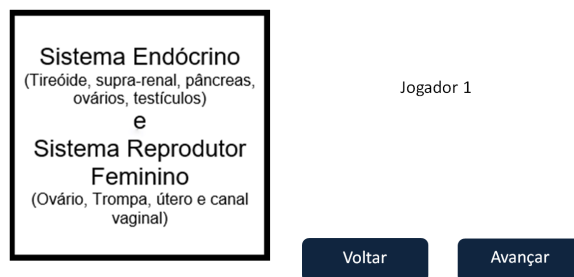 Sistema Endócrino
(Tireóide, supra-renal, pâncreas,
ovários, testículos)
e
Sistema Reprodutor
Feminino
(Ovário, Trompa, útero e canal
vaginal)
Jogador 1
Voltar
Avançar